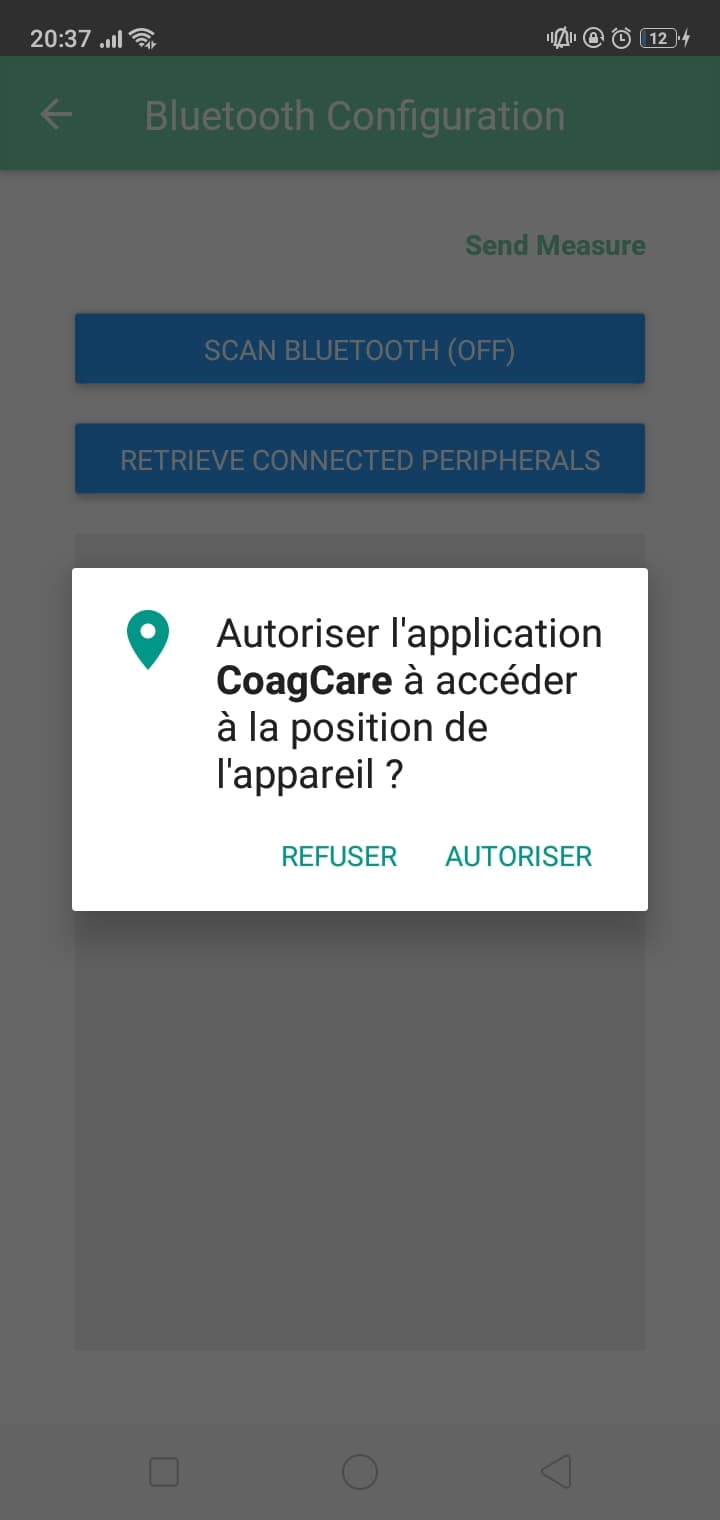 20:37 12
Bluetooth Configuration
Send Measure
SCAN BLUETOOTH (OFF)
RETRIEVE CONNECTED PERIPHERALS
Autoriser l'application
CoagCare à accéder
à la position de
l'appareil ?
REFUSER AUTORISER